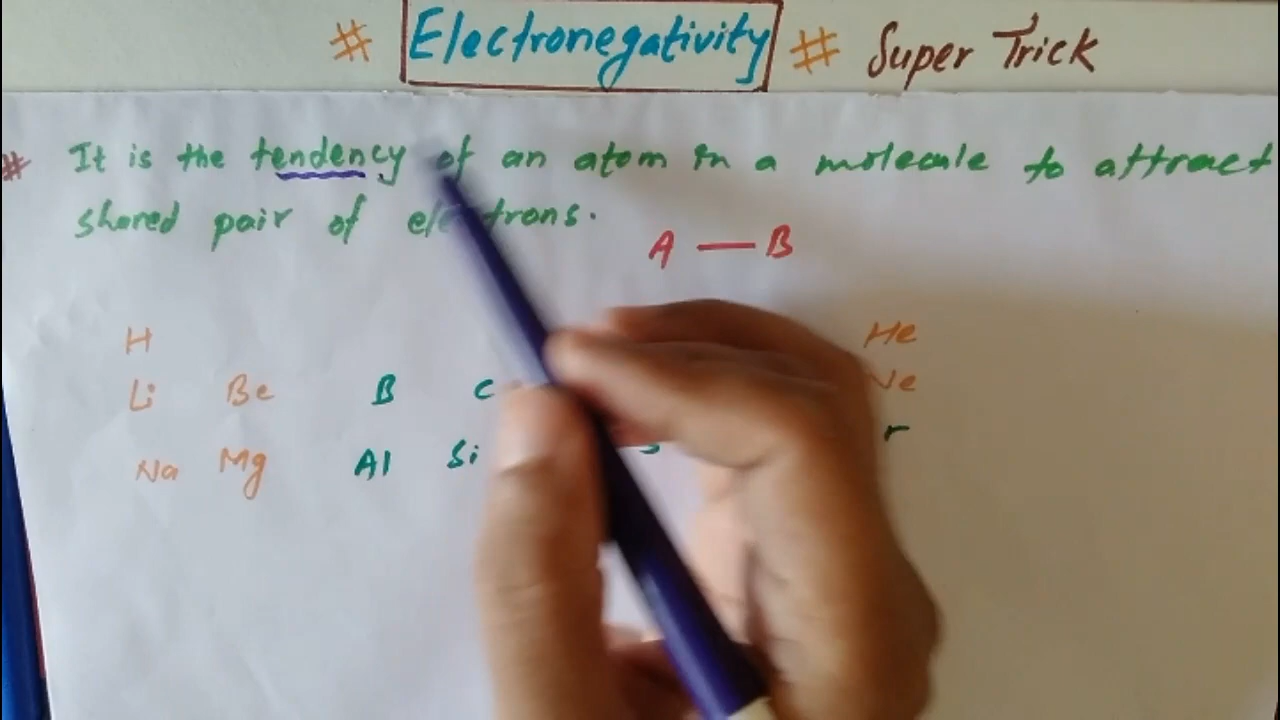 # Electronegativity # Super Trick
# It is the tendency of an atom in a molecule to attract
shared pair of electrons.
A — B
H He
Li Be B C
Na Mg Al Si